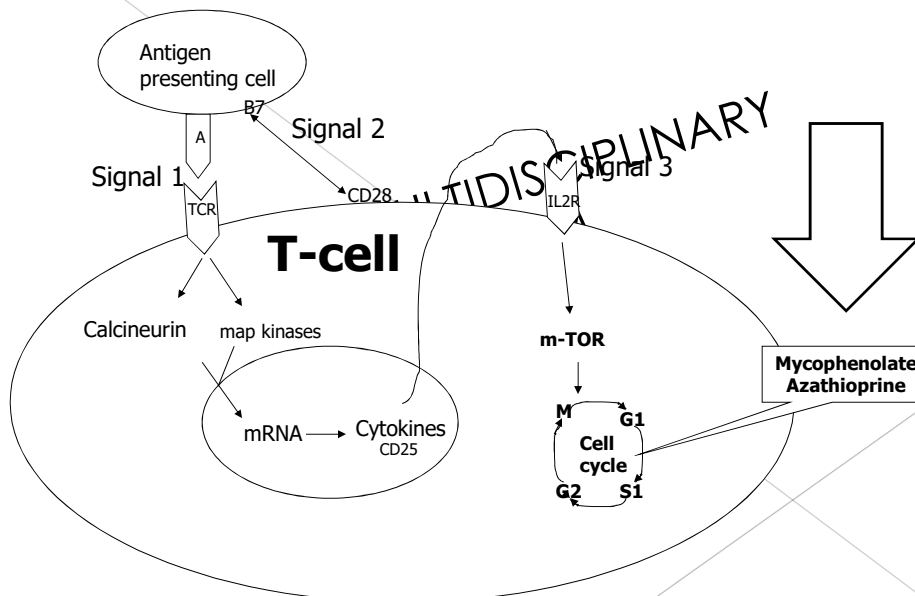 Antigen
presenting cell
B7
A
Signal 2
Signal 1
TCR
CD28
LTIDISCIPLINARY
Signal 3
IL2R
T-cell
Calcineurin
map kinases
m-TOR
Mycophenolate
Azathioprine
mRNA
Cytokines
CD25
M
G1
Cell
cycle
G2
S1